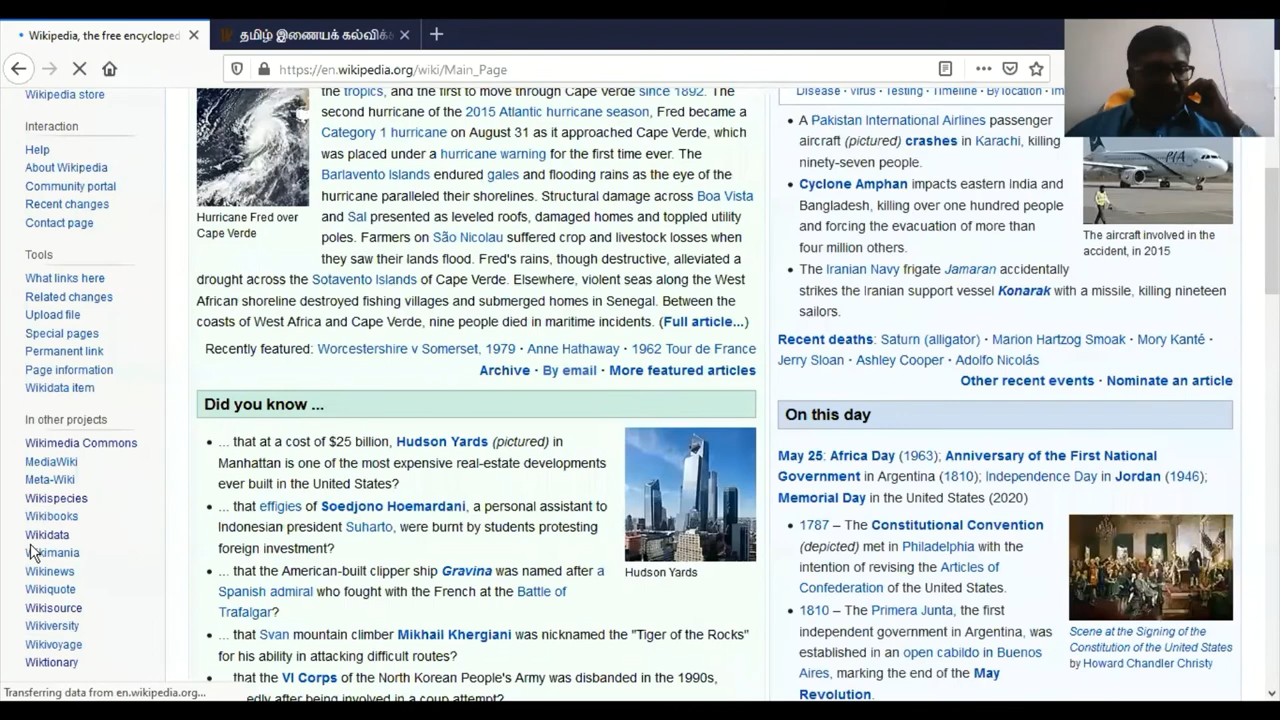 Wikipedia, the free encycloped
தமிழ் இணையக் கல்விக்
https://en.wikipedia.org/wiki/Main_Page
Wikipedia store
Interaction
Help
About Wikipedia
Community portal
Recent changes
Contact page
Tools
What links here
Related changes
Upload file
Special pages
Permanent link
Page information
Wikidata item
In other projects
Wikimedia Commons
MediaWiki
Meta-Wiki
Wikispecies
Wikibooks
Wikidata
Wikimania
Wikinews
Wikiquote
Wikisource
Wikiversity
Wikivoyage
Wiktionary
Transferring data from en.wikipedia.org...
the tropics, and the first to move through Cape Verde since 1892. The
second hurricane of the 2015 Atlantic hurricane season, Fred became a
Category 1 hurricane on August 31 as it approached Cape Verde, which
was placed under a hurricane warning for the first time ever. The
Barlavento Islands endured gales and flooding rains as the eye of the
hurricane paralleled their shorelines. Structural damage across Boa Vista
and Sal presented as leveled roofs, damaged homes and toppled utility
poles. Farmers on São Nicolau suffered crop and livestock losses when
they saw their lands flood. Fred's rains, though destructive, alleviated a
drought across the Sotavento Islands of Cape Verde. Elsewhere, violent seas along the West
African shoreline destroyed fishing villages and submerged homes in Senegal. Between the
coasts of West Africa and Cape Verde, nine people died in maritime incidents. (Full article...)
Hurricane Fred over
Cape Verde
Recently featured: Worcestershire v Somerset, 1979 · Anne Hathaway · 1962 Tour de France
Archive · By email · More featured articles
Did you know ...
... that at a cost of $25 billion, Hudson Yards (pictured) in
Manhattan is one of the most expensive real-estate developments
ever built in the United States?
... that effigies of Soedjono Hoemardani, a personal assistant to
Indonesian president Suharto, were burnt by students protesting
foreign investment?
... that the American-built clipper ship Gravina was named after a
Spanish admiral who fought with the French at the Battle of
Trafalgar?
... that Svan mountain climber Mikhail Khergiani was nicknamed the "Tiger of the Rocks"
for his ability in attacking difficult routes?
that the VI Corps of the North Korean People's Army was disbanded in the 1990s,
edly after being involved in a coup attempt?
Hudson Yards
Disease · Virus · Testing · Timeline · By location · Im
A Pakistan International Airlines passenger
aircraft (pictured) crashes in Karachi, killing
ninety-seven people.
Cyclone Amphan impacts eastern India and
Bangladesh, killing over one hundred people
and forcing the evacuation of more than
four million others.
The Iranian Navy frigate Jamaran accidentally
strikes the Iranian support vessel Konarak with a missile, killing nineteen
sailors.
PIA
The aircraft involved in the
accident, in 2015
Recent deaths: Saturn (alligator) · Marion Hartzog Smoak · Mory Kanté ·
Jerry Sloan · Ashley Cooper · Adolfo Nicolás
Other recent events · Nominate an article
On this day
May 25: Africa Day (1963); Anniversary of the First National
Government in Argentina (1810); Independence Day in Jordan (1946);
Memorial Day in the United States (2020)
1787 – The Constitutional Convention
(depicted) met in Philadelphia with the
intention of revising the Articles of
Confederation of the United States.
1810 – The Primera Junta, the first
independent government in Argentina, was
established in an open cabildo in Buenos
Aires, marking the end of the May
Revolution.
Scene at the Signing of the
Constitution of the United States
by Howard Chandler Christy